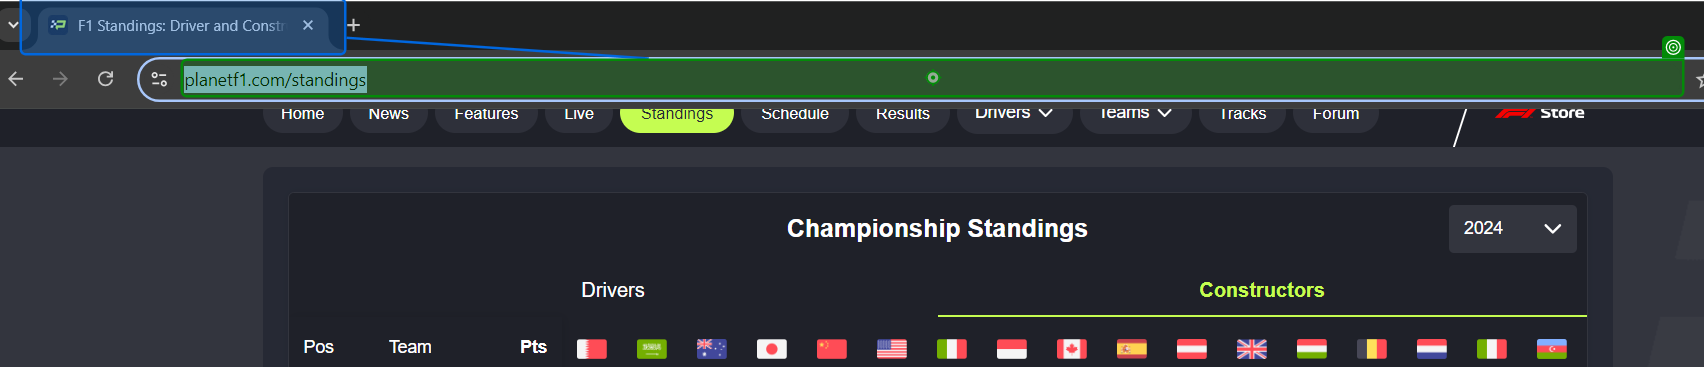 F1 Standings: Driver and Constr
planetf1.com/standings
Home News Features Live Standings Schedule Results Drivers Teams Tracks Forum Store
Championship Standings
2024
Drivers Constructors
Pos Team Pts